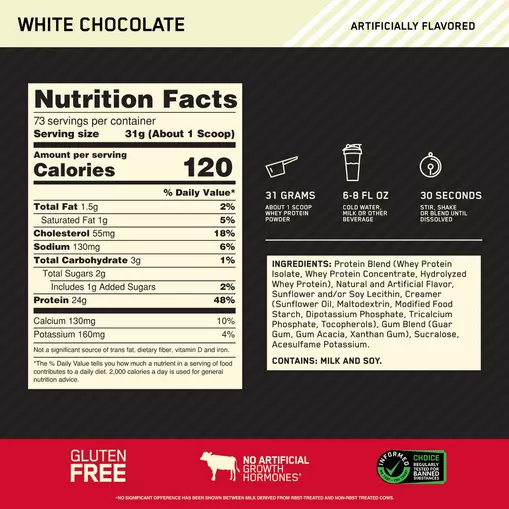 WHITE CHOCOLATE
ARTIFICIALLY FLAVORED
Nutrition Facts
73 servings per container
Serving size 31g (About 1 Scoop)
Amount per serving
Calories 120
% Daily Value*
Total Fat 1.5g 2%
Saturated Fat 1g 5%
Cholesterol 55mg 18%
Sodium 130mg 6%
Total Carbohydrate 3g 1%
Total Sugars 2g
Includes 1g Added Sugars 2%
Protein 24g 48%
Calcium 130mg 10%
Potassium 160mg 4%
Not a significant source of trans fat, dietary fiber, vitamin D and iron.
*The % Daily Value tells you how much a nutrient in a serving of food
contributes to a daily diet. 2,000 calories a day is used for general
nutrition advice.
31 GRAMS
ABOUT 1 SCOOP
WHEY PROTEIN
POWDER
6-8 FL OZ
COLD WATER,
MILK OR OTHER
BEVERAGE
30 SECONDS
STIR, SHAKE
OR BLEND UNTIL
DISSOLVED
INGREDIENTS: Protein Blend (Whey Protein
Isolate, Whey Protein Concentrate, Hydrolyzed
Whey Protein), Natural and Artificial Flavor,
Sunflower and/or Soy Lecithin, Creamer
(Sunflower Oil, Maltodextrin, Modified Food
Starch, Dipotassium Phosphate, Tricalcium
Phosphate, Tocopherols), Gum Blend (Guar
Gum, Gum Acacia, Xanthan Gum), Sucralose,
Acesulfame Potassium.
CONTAINS: MILK AND SOY.
GLUTEN
FREE
NO ARTIFICIAL
GROWTH
HORMONES*
INFORMED
CHOICE
REGULARLY
TESTED FOR
BANNED
SUBSTANCES
*NO SIGNIFICANT DIFFERENCE HAS BEEN SHOWN BETWEEN MILK DERIVED FROM RBST-TREATED AND NON-RBST TREATED COWS.